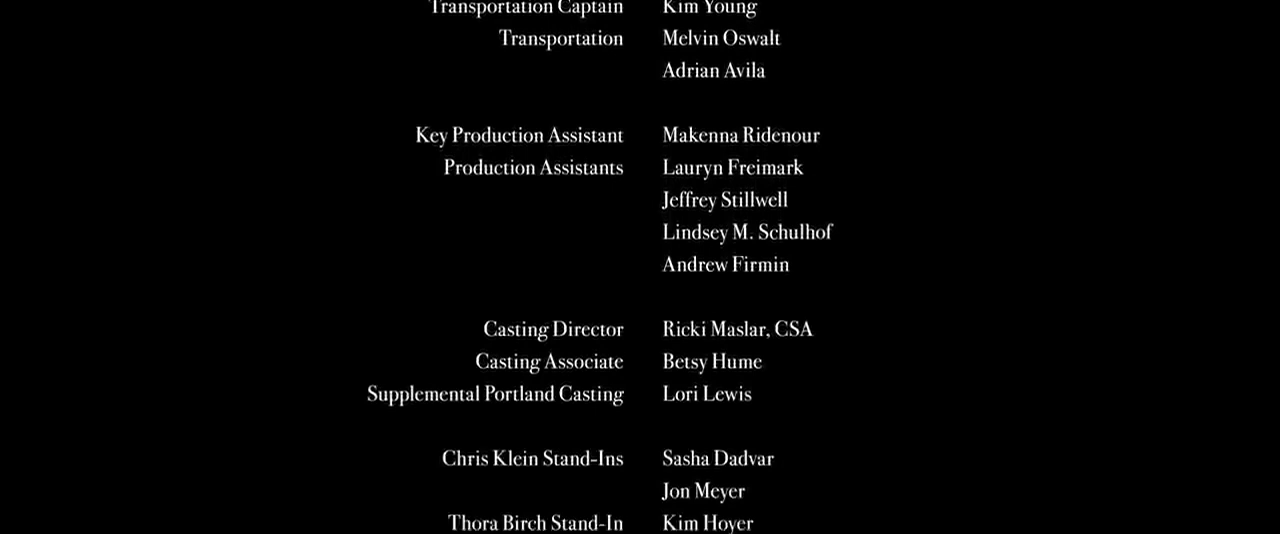 Transportation Captain Kim Young
Transportation Melvin Oswalt
Adrian Avila
Key Production Assistant Makenna Ridenour
Production Assistants Lauryn Freimark
Jeffrey Stillwell
Lindsey M. Schulhof
Andrew Firmin
Casting Director Ricki Maslar, CSA
Casting Associate Betsy Hume
Supplemental Portland Casting Lori Lewis
Chris Klein Stand-Ins Sasha Dadvar
Jon Meyer
Thora Birch Stand-In Kim Hoyer